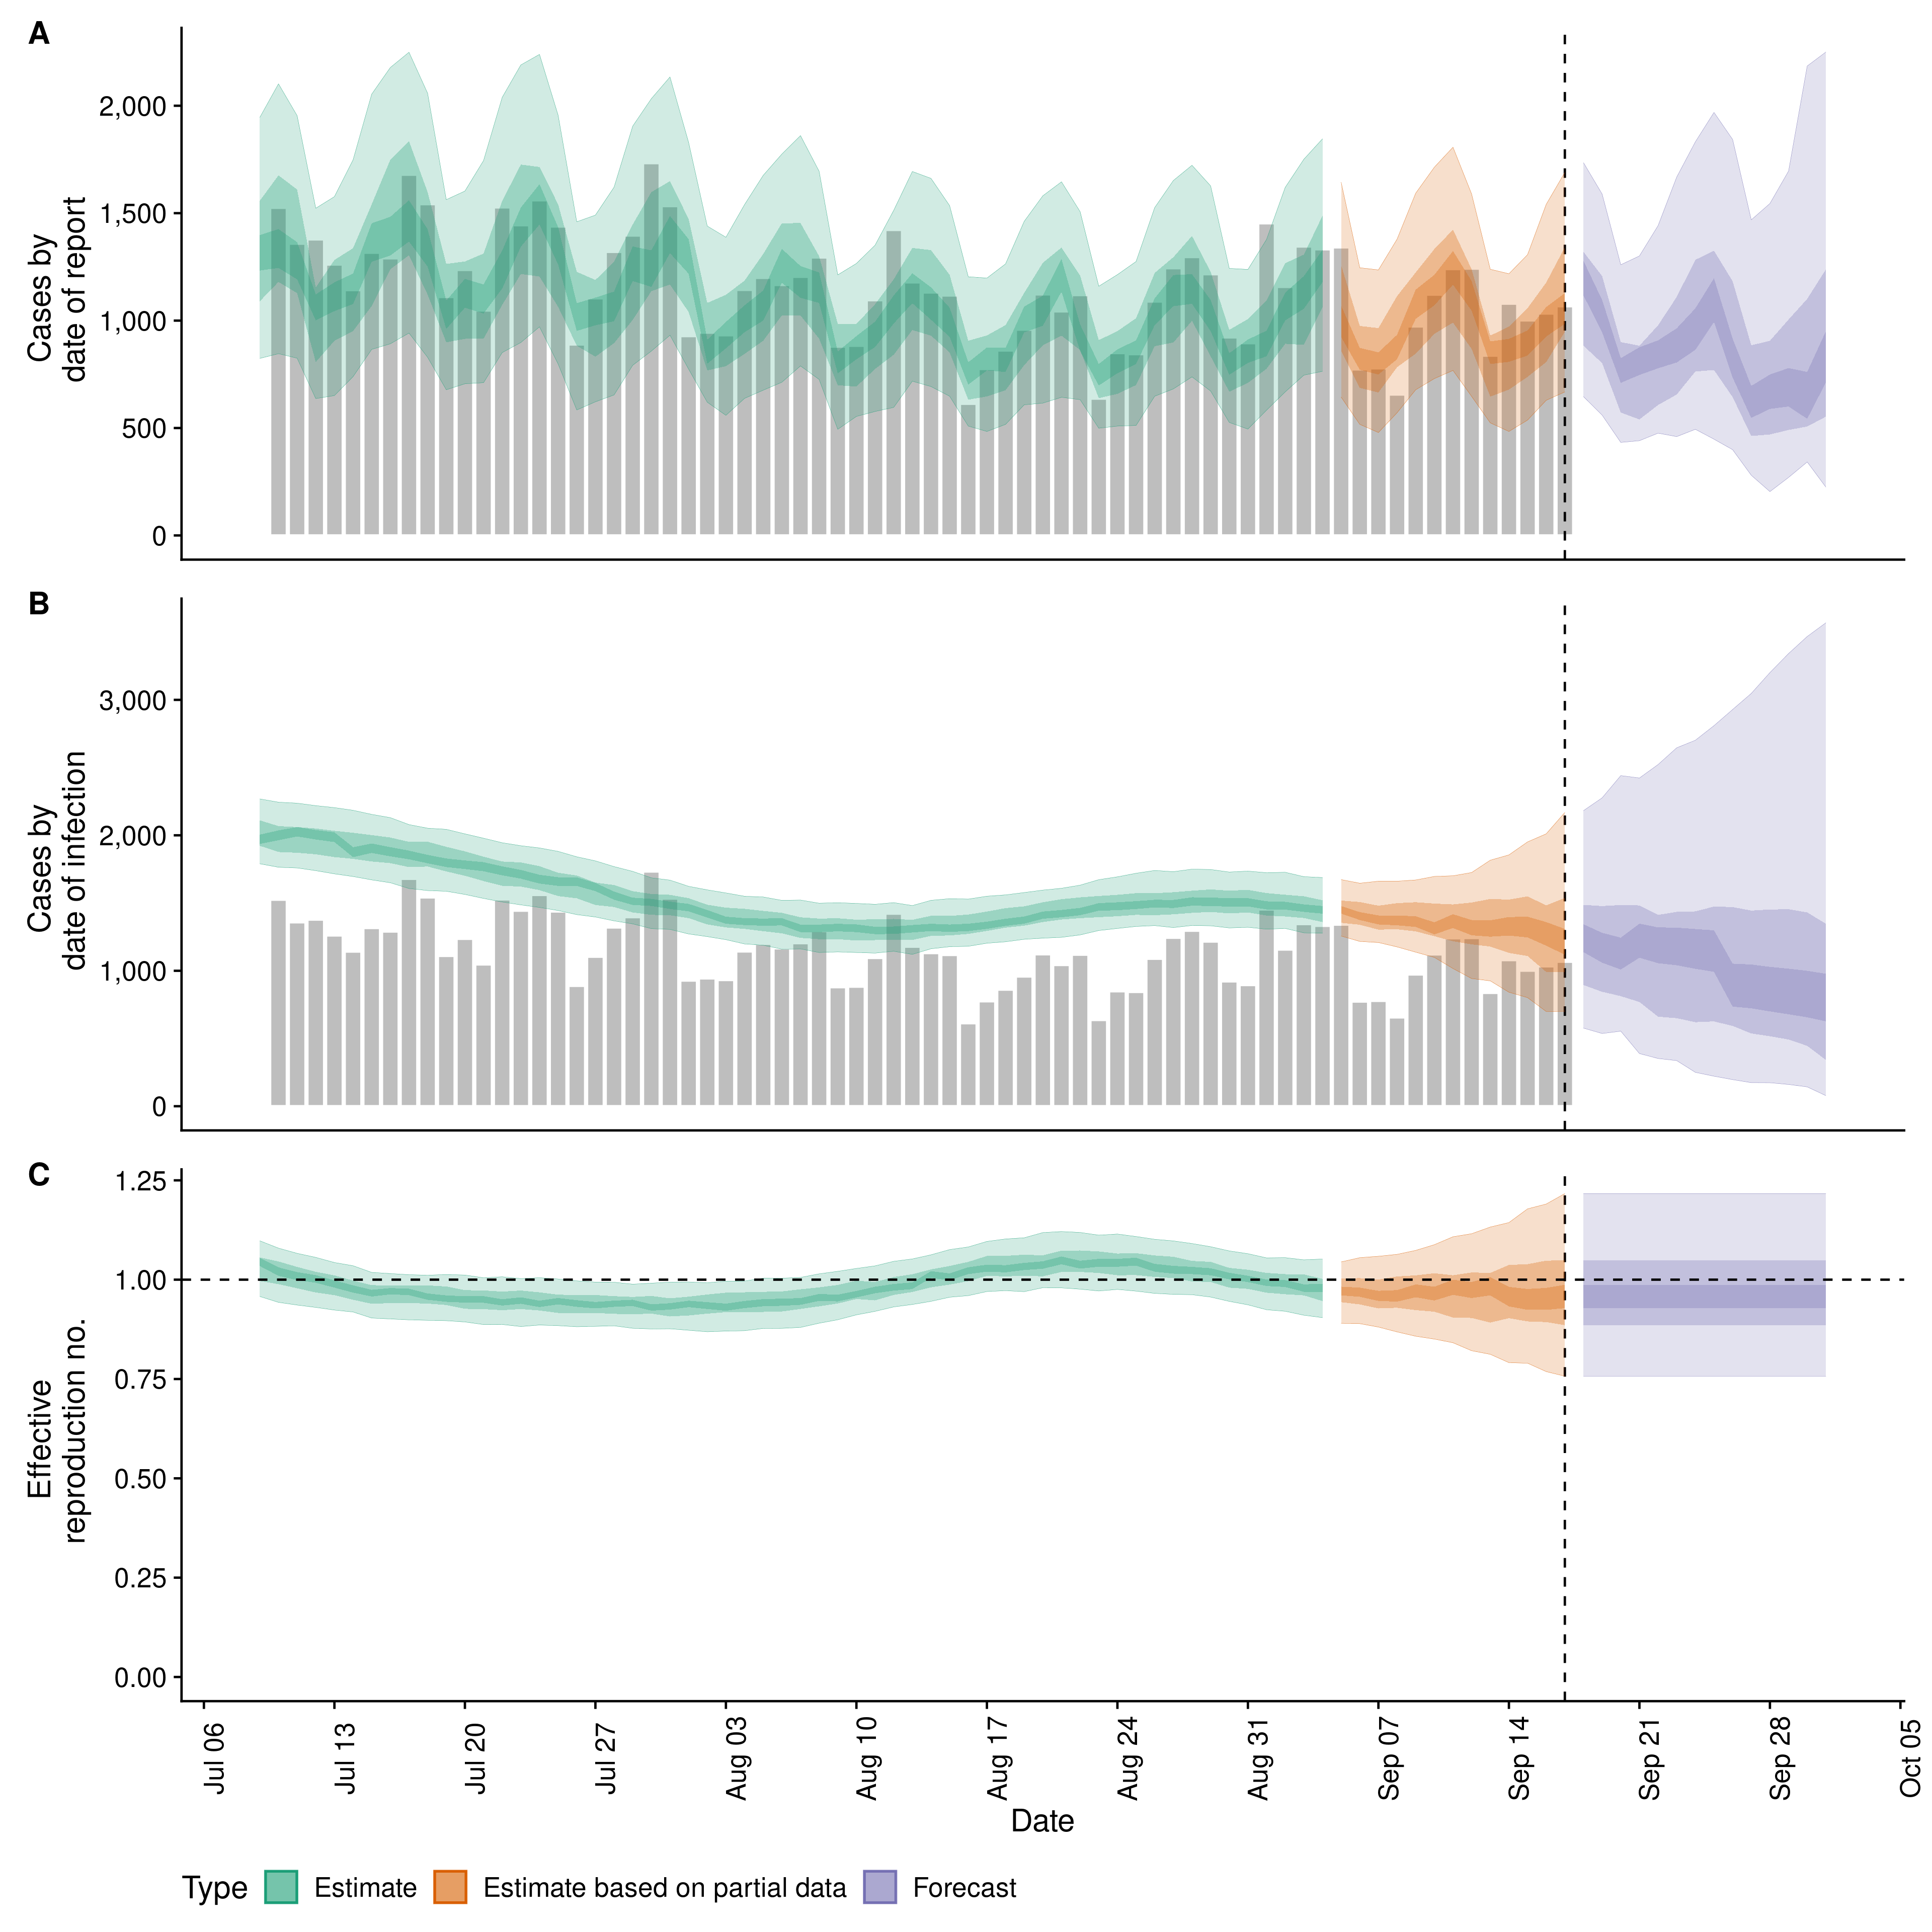 A
Cases by
date of report
2,000
1,500
1,000
500
0
B
Cases by
date of infection
3,000
2,000
1,000
0
C
Effective
reproduction no.
1.25
1.00
0.75
0.50
0.25
0.00
Jul 06
Jul 13
Jul 20
Jul 27
Aug 03
Aug 10
Aug 17
Aug 24
Aug 31
Sep 07
Sep 14
Sep 21
Sep 28
Oct 05
Date
Type Estimate Estimate based on partial data Forecast